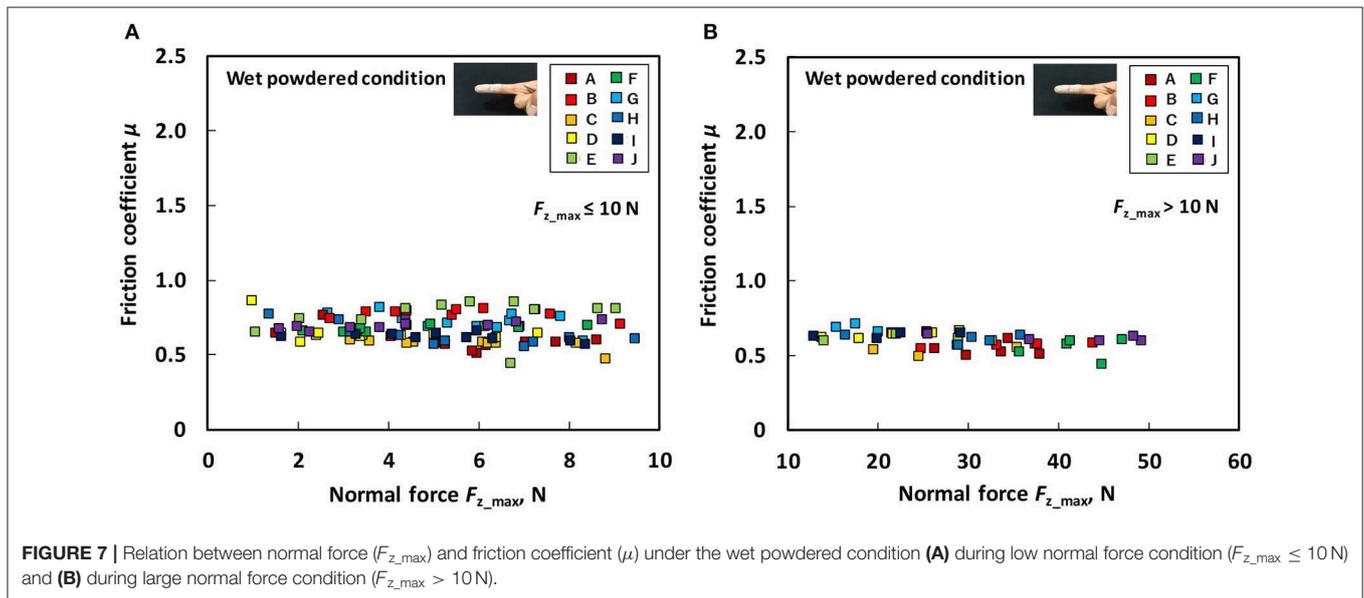 A
Wet powdered condition
A F
B G
C H
D I
E J
F_z_max ≤ 10 N
2.5
2.0
1.5
1.0
0.5
0
Friction coefficient μ
0 2 4 6 8 10
Normal force F_z_max, N
B
Wet powdered condition
A F
B G
C H
D I
E J
F_z_max > 10 N
2.5
2.0
1.5
1.0
0.5
0
Friction coefficient μ
10 20 30 40 50 60
Normal force F_z_max, N
FIGURE 7 | Relation between normal force (F_z_max) and friction coefficient (μ) under the wet powdered condition (A) during low normal force condition (F_z_max ≤ 10 N)
and (B) during large normal force condition (F_z_max > 10 N).